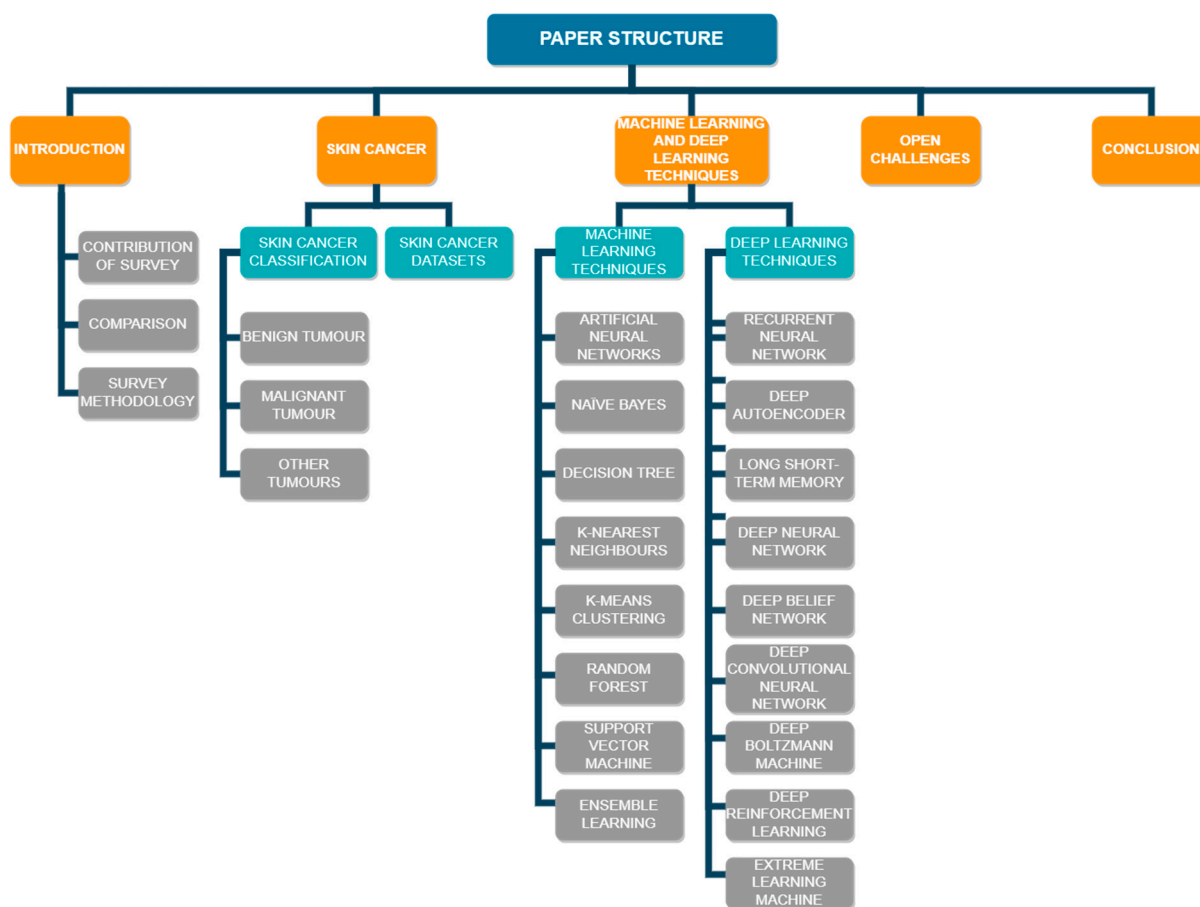 PAPER STRUCTURE
INTRODUCTION
SKIN CANCER
MACHINE LEARNING
AND DEEP
LEARNING
TECHNIQUES
OPEN
CHALLENGES
CONCLUSION
CONTRIBUTION
OF SURVEY
COMPARISON
SURVEY
METHODOLOGY
SKIN CANCER
CLASSIFICATION
SKIN CANCER
DATASETS
BENIGN TUMOUR
MALIGNANT
TUMOUR
OTHER
TUMOURS
MACHINE
LEARNING
TECHNIQUES
ARTIFICIAL
NEURAL
NETWORKS
NAÏVE BAYES
DECISION TREE
K-NEAREST
NEIGHBOURS
K-MEANS
CLUSTERING
RANDOM
FOREST
SUPPORT
VECTOR
MACHINE
ENSEMBLE
LEARNING
DEEP LEARNING
TECHNIQUES
RECURRENT
NEURAL
NETWORK
DEEP
AUTOENCODER
LONG SHORT-
TERM MEMORY
DEEP NEURAL
NETWORK
DEEP BELIEF
NETWORK
DEEP
CONVOLUTIONAL
NEURAL
NETWORK
DEEP
BOLTZMANN
MACHINE
DEEP
REINFORCEMENT
LEARNING
EXTREME
LEARNING
MACHINE